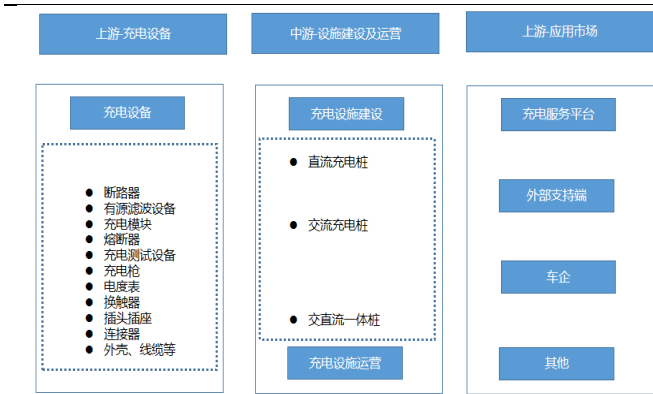 上游-充电设备
中游-设施建设及运营
上游-应用市场
充电设备
断路器
有源滤波设备
充电模块
熔断器
充电测试设备
充电枪
电度表
换触器
插头插座
连接器
外壳、线缆等
充电设施建设
直流充电桩
交流充电桩
交直流一体桩
充电设施运营
充电服务平台
外部支持端
车企
其他